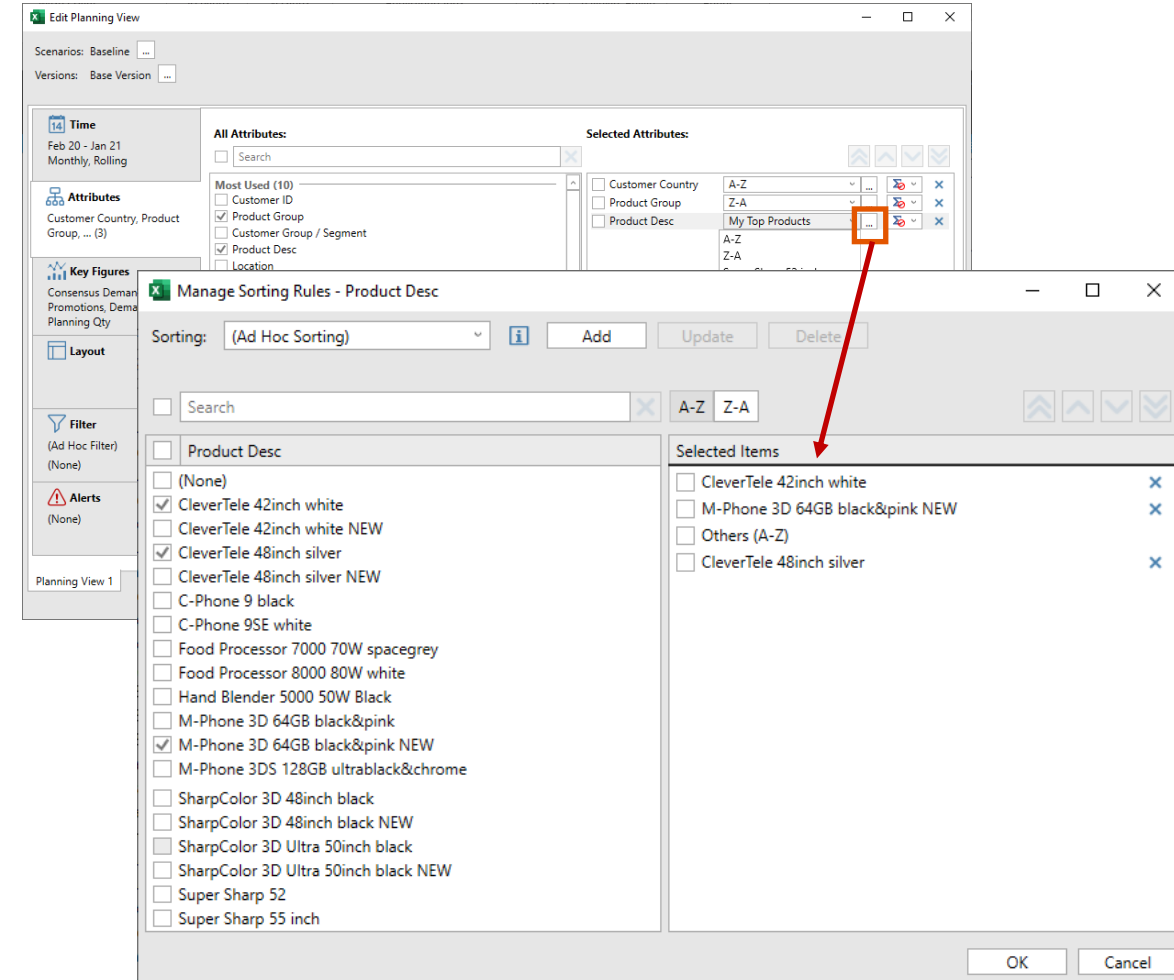 Edit Planning View
Scenarios: Baseline ...
Versions: Base Version ...
14 Time
Feb 20 - Jan 21
Monthly, Rolling
Attributes
Customer Country, Product
Group, ... (3)
Key Figures
Consensus Deman
Promotions, Dema
Planning Qty
Layout
Filter
(Ad Hoc Filter)
(None)
Alerts
(None)
Planning View 1
All Attributes:
Search
Most Used (10)
Customer ID
Product Group
Customer Group / Segment
Product Desc
Location
Selected Attributes:
Customer Country A-Z ...
Product Group Z-A
Product Desc My Top Products ...
A-Z
Z-A
Manage Sorting Rules - Product Desc
Sorting: (Ad Hoc Sorting) i Add Update Delete
Search A-Z Z-A
Product Desc
(None)
CleverTele 42inch white
CleverTele 42inch white NEW
CleverTele 48inch silver
CleverTele 48inch silver NEW
C-Phone 9 black
C-Phone 9SE white
Food Processor 7000 70W spacegrey
Food Processor 8000 80W white
Hand Blender 5000 50W Black
M-Phone 3D 64GB black&pink
M-Phone 3D 64GB black&pink NEW
M-Phone 3DS 128GB ultrablack&chrome
SharpColor 3D 48inch black
SharpColor 3D 48inch black NEW
SharpColor 3D Ultra 50inch black
SharpColor 3D Ultra 50inch black NEW
Super Sharp 52
Super Sharp 55 inch
Selected Items
CleverTele 42inch white
M-Phone 3D 64GB black&pink NEW
Others (A-Z)
CleverTele 48inch silver
OK Cancel